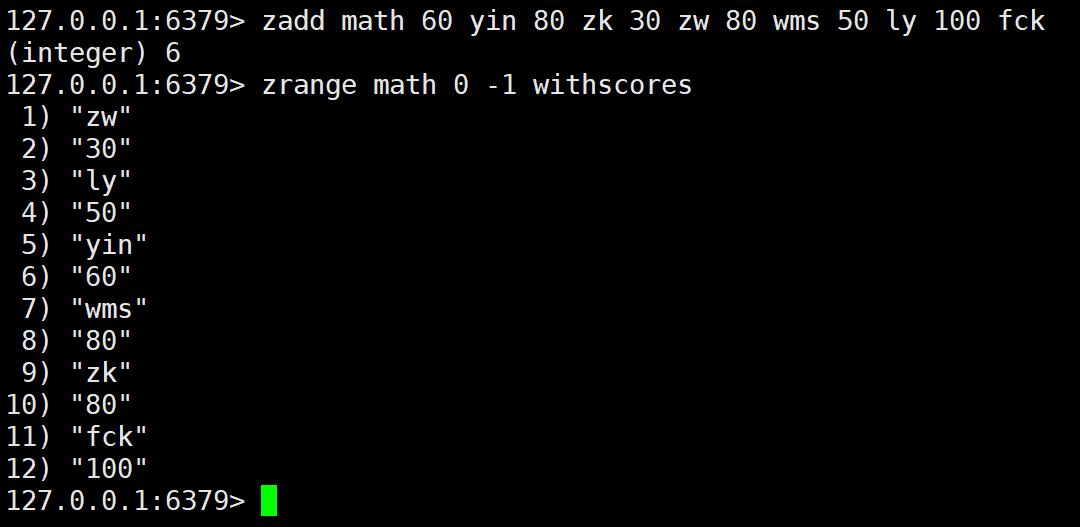 127.0.0.1:6379> zadd math 60 yin 80 zk 30 zw 80 wms 50 ly 100 fck
(integer) 6
127.0.0.1:6379> zrange math 0 -1 withscores
 1) "zw"
 2) "30"
 3) "ly"
 4) "50"
 5) "yin"
 6) "60"
 7) "wms"
 8) "80"
 9) "zk"
10) "80"
11) "fck"
12) "100"
127.0.0.1:6379>